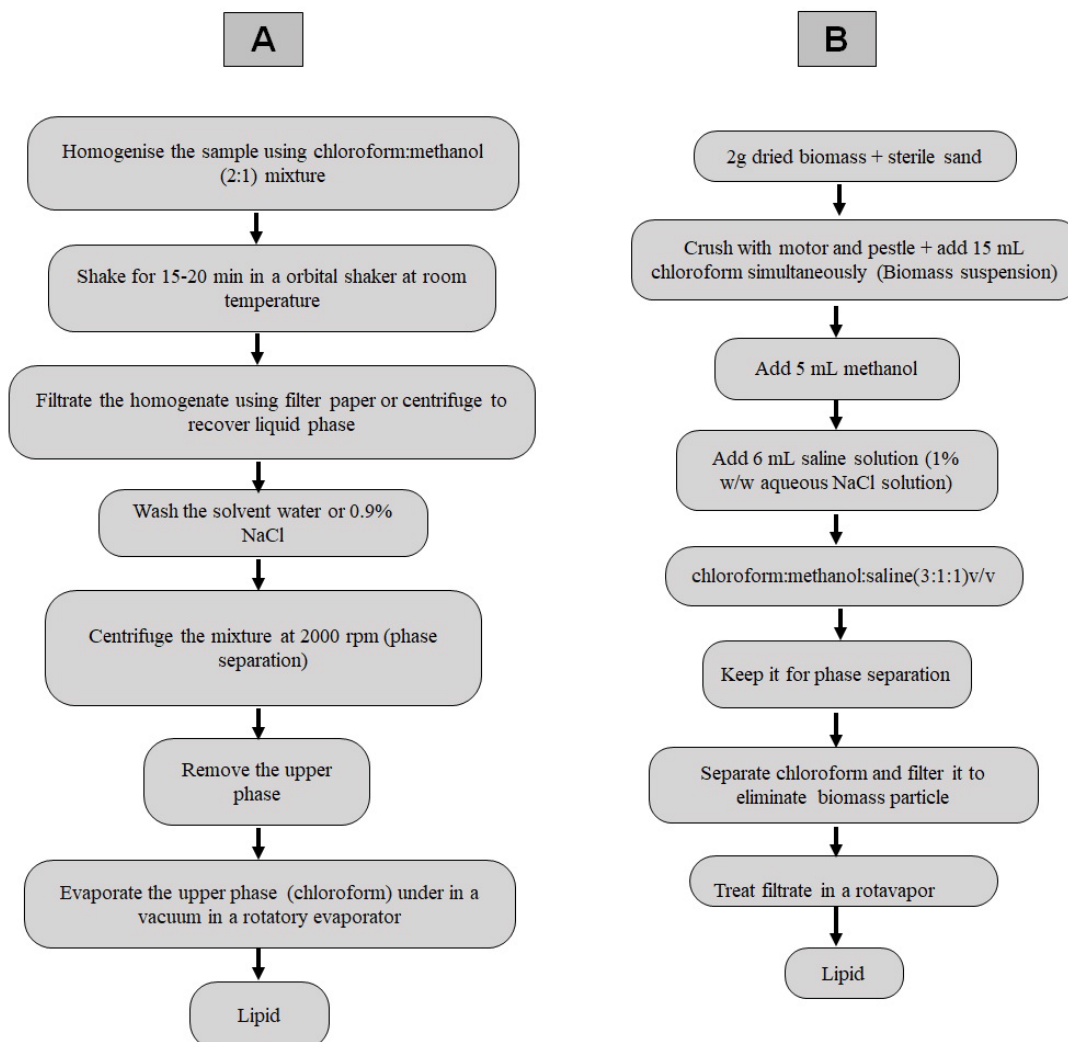 A
Homogenise the sample using chloroform:methanol
(2:1) mixture
Shake for 15-20 min in a orbital shaker at room
temperature
Filtrate the homogenate using filter paper or centrifuge to
recover liquid phase
Wash the solvent water or 0.9%
NaCl
Centrifuge the mixture at 2000 rpm (phase
separation)
Remove the upper
phase
Evaporate the upper phase (chloroform) under in a
vacuum in a rotatory evaporator
Lipid
B
2g dried biomass + sterile sand
Crush with motor and pestle + add 15 mL
chloroform simultaneously (Biomass suspension)
Add 5 mL methanol
Add 6 mL saline solution (1%
w/w aqueous NaCl solution)
chloroform:methanol:saline(3:1:1)v/v
Keep it for phase separation
Separate chloroform and filter it to
eliminate biomass particle
Treat filtrate in a rotavapor
Lipid